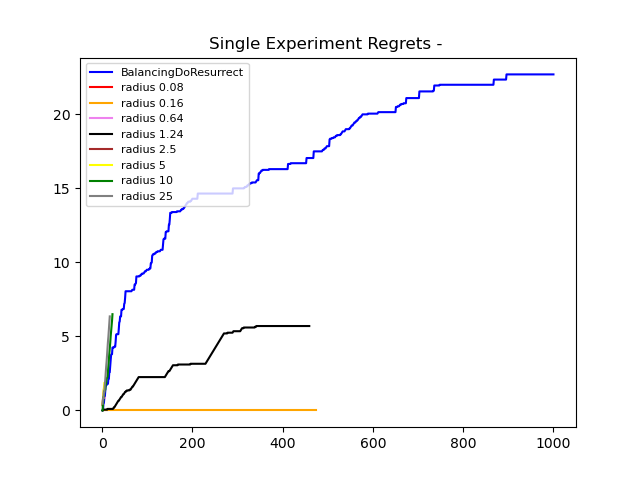 Single Experiment Regrets -
BalancingDoResurrect
radius 0.08
radius 0.16
radius 0.64
radius 1.24
radius 2.5
radius 5
radius 10
radius 25
20
15
10
5
0
0 200 400 600 800 1000